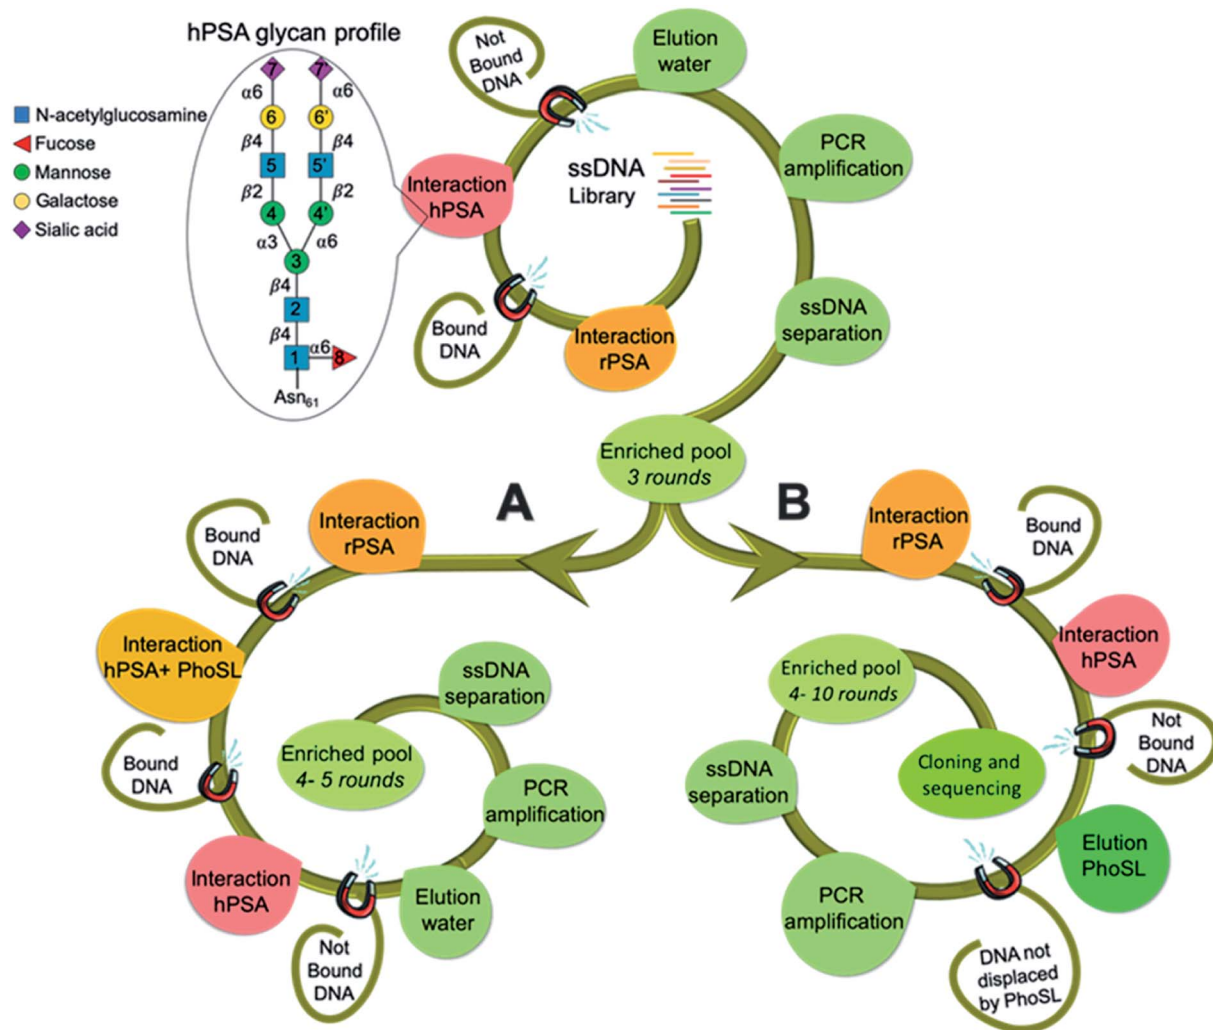 hPSA glycan profile
N-acetylglucosamine
Fucose
Mannose
Galactose
Sialic acid
7
7'
α6
α6
6
6'
β4
β4
5
5'
β2
β2
4
4'
α3
α6
3
β4
2
β4
1
α6
8
Asn61
Not
Bound
DNA
Elution
water
PCR
amplification
ssDNA
Library
Interaction
hPSA
Bound
DNA
Interaction
rPSA
ssDNA
separation
Enriched pool
3 rounds
A
B
Interaction
rPSA
Bound
DNA
Interaction
hPSA+ PhoSL
Bound
DNA
Interaction
hPSA
Not
Bound
DNA
Elution
water
PCR
amplification
ssDNA
separation
Enriched pool
4- 5 rounds
Interaction
rPSA
Bound
DNA
Interaction
hPSA
Not
Bound
DNA
Elution
PhoSL
DNA not
displaced
by PhoSL
PCR
amplification
ssDNA
separation
Enriched pool
4- 10 rounds
Cloning and
sequencing